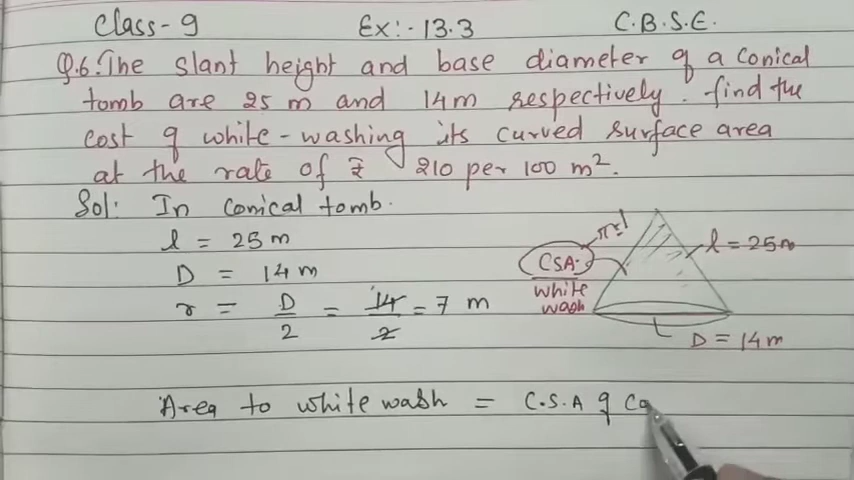 Class-9 Ex:-13.3 C.B.S.E.
Q.6. The slant height and base diameter of a conical
tomb are 25 m and 14m respectively. find the
cost of white-washing its curved surface area
at the rate of ₹ 210 per 100 m².
Sol: In conical tomb.
l = 25 m
D = 14 m
r = D/2 = 14/2 = 7 m
πrl
CSA.
white
wash
l = 25m
D = 14 m
Area to white wash = C.S.A of Co